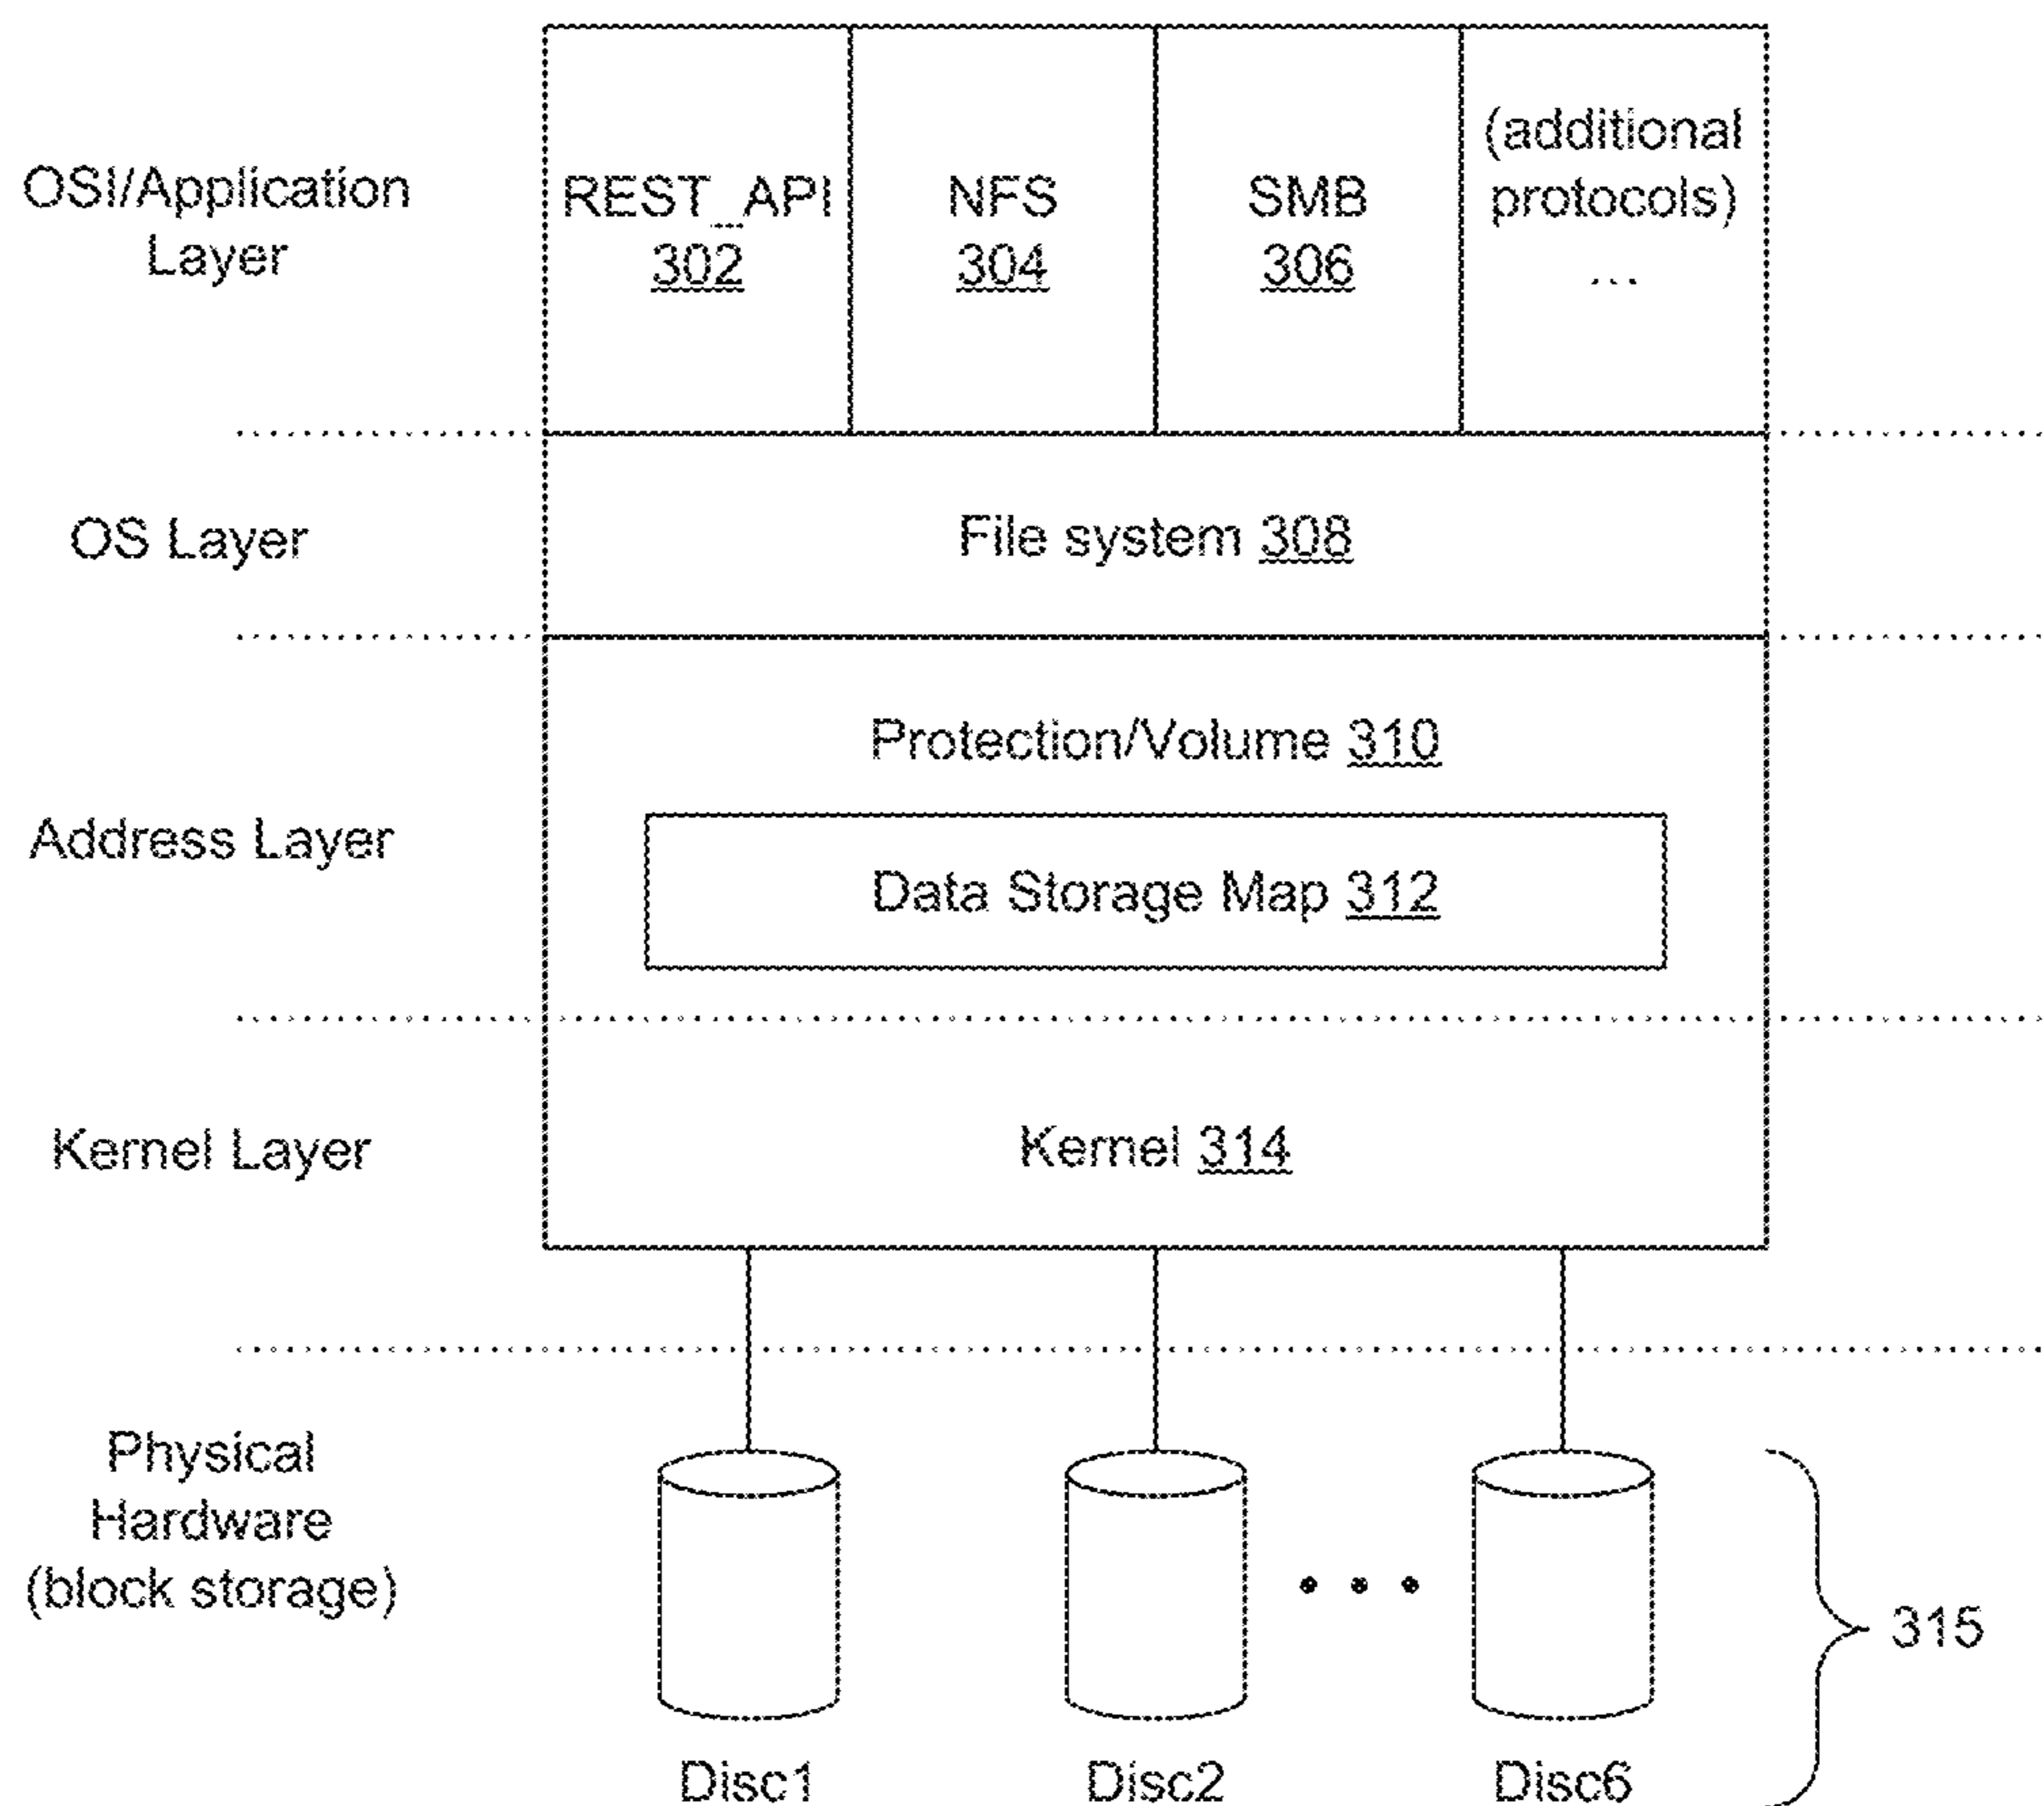 OSI/Application
Layer
REST_API
302
NFS
304
SMB
306
(additional
protocols)
...
OS Layer
File system 308
Address Layer
Protection/Volume 310
Data Storage Map 312
Kernel Layer
Kernel 314
Physical
Hardware
(block storage)
315
Disc1
Disc2
Disc6